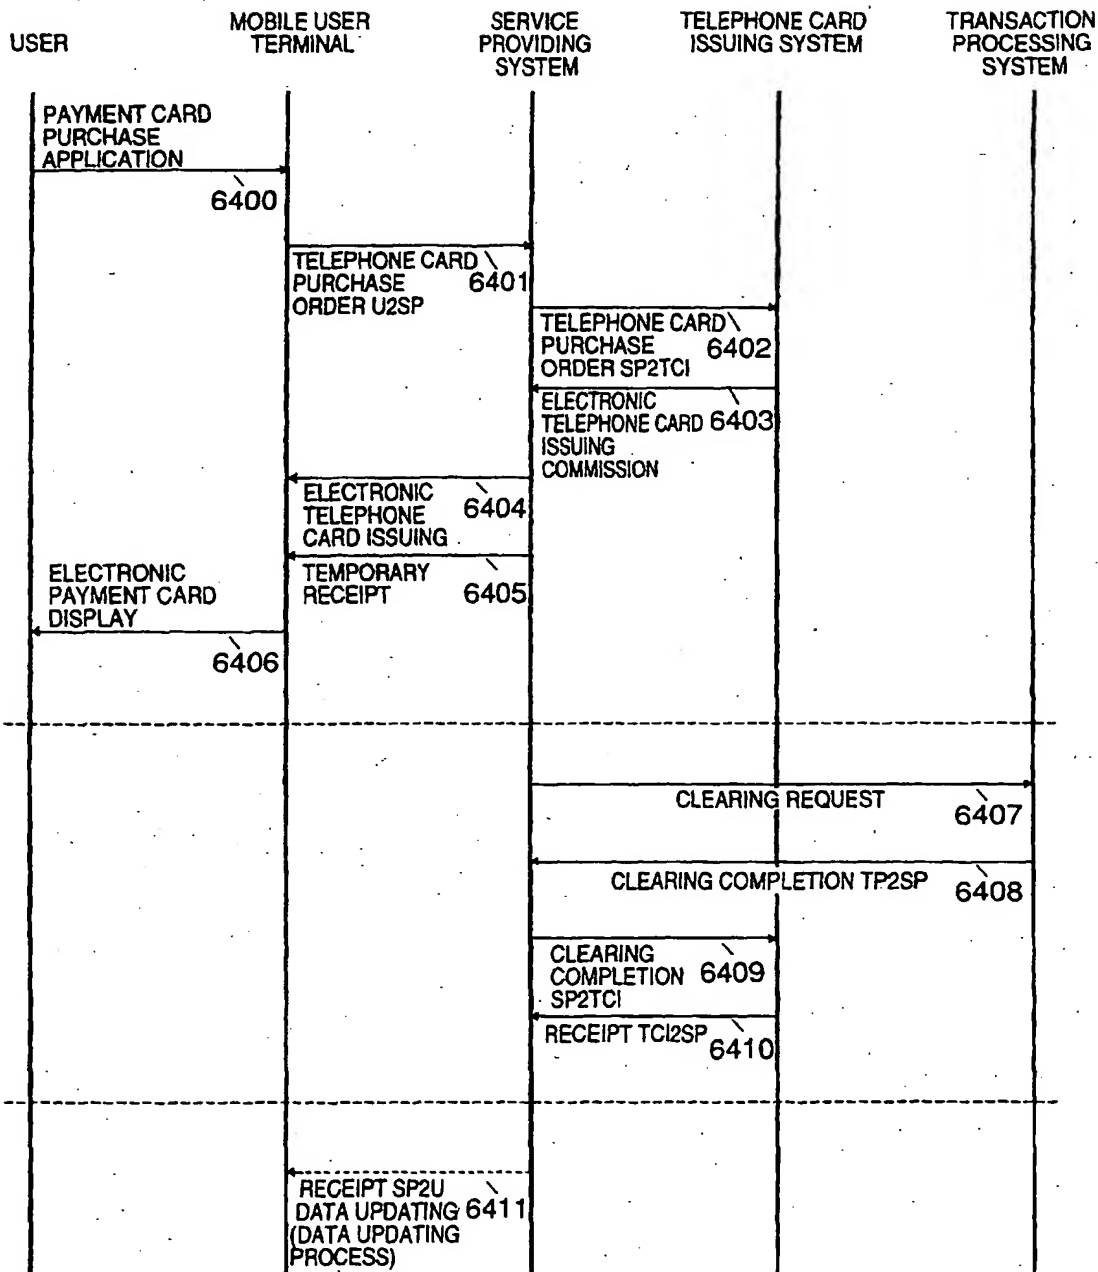 USER
MOBILE USER
TERMINAL
SERVICE
PROVIDING
SYSTEM
TELEPHONE CARD
ISSUING SYSTEM
TRANSACTION
PROCESSING
SYSTEM
PAYMENT CARD
PURCHASE
APPLICATION
6400
TELEPHONE CARD
PURCHASE
ORDER U2SP
6401
TELEPHONE CARD
PURCHASE
ORDER SP2TCI
6402
ELECTRONIC
TELEPHONE CARD
ISSUING
COMMISSION
6403
ELECTRONIC
TELEPHONE
CARD ISSUING
6404
TEMPORARY
RECEIPT
6405
ELECTRONIC
PAYMENT CARD
DISPLAY
6406
CLEARING REQUEST
6407
CLEARING COMPLETION TP2SP
6408
CLEARING
COMPLETION
SP2TCI
6409
RECEIPT TCI2SP
6410
RECEIPT SP2U
DATA UPDATING
(DATA UPDATING
PROCESS)
6411